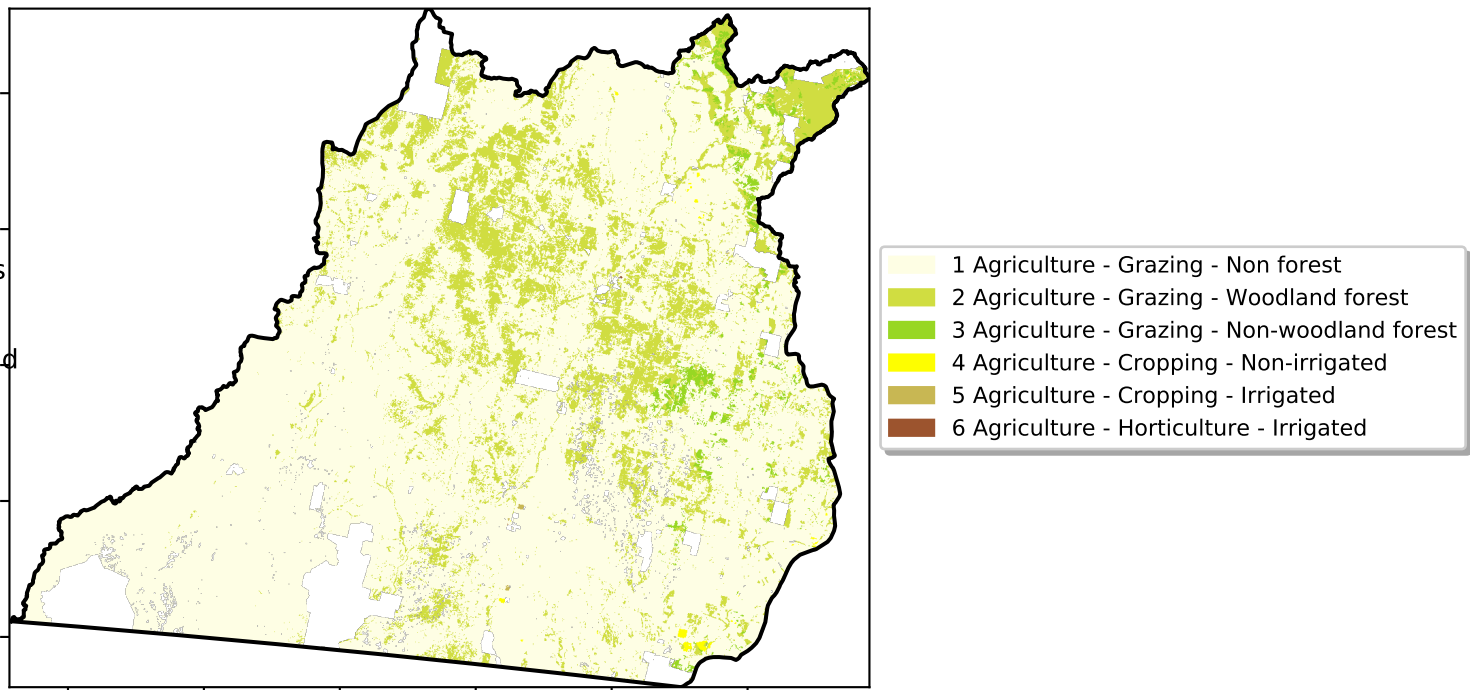 s
d
1 Agriculture - Grazing - Non forest
2 Agriculture - Grazing - Woodland forest
3 Agriculture - Grazing - Non-woodland forest
4 Agriculture - Cropping - Non-irrigated
5 Agriculture - Cropping - Irrigated
6 Agriculture - Horticulture - Irrigated